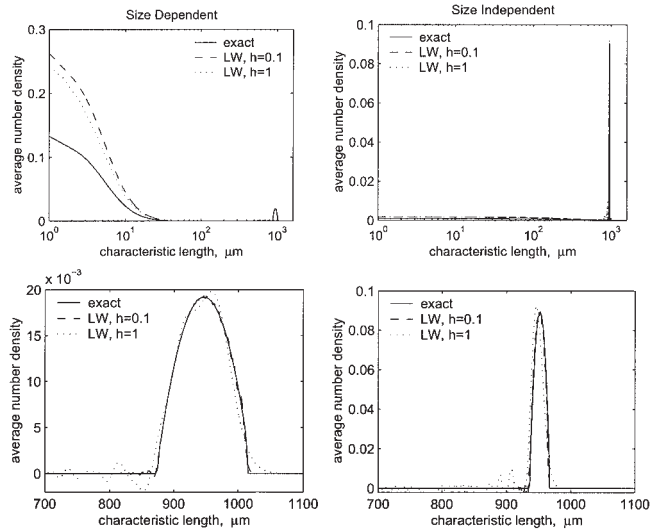 Size Dependent
0.3
0.2
0.1
0
average number density
exact
LW, h=0.1
LW, h=1
10^0
10^1
10^2
10^3
characteristic length, μm
Size Independent
0.1
0.08
0.06
0.04
0.02
0
average number density
exact
LW, h=0.1
LW, h=1
10^0
10^1
10^2
10^3
characteristic length, μm
x 10^-3
20
15
10
5
0
average number density
exact
LW, h=0.1
LW, h=1
700
800
900
1000
1100
characteristic length, μm
0.1
0.08
0.06
0.04
0.02
0
average number density
exact
LW, h=0.1
LW, h=1
700
800
900
1000
1100
characteristic length, μm